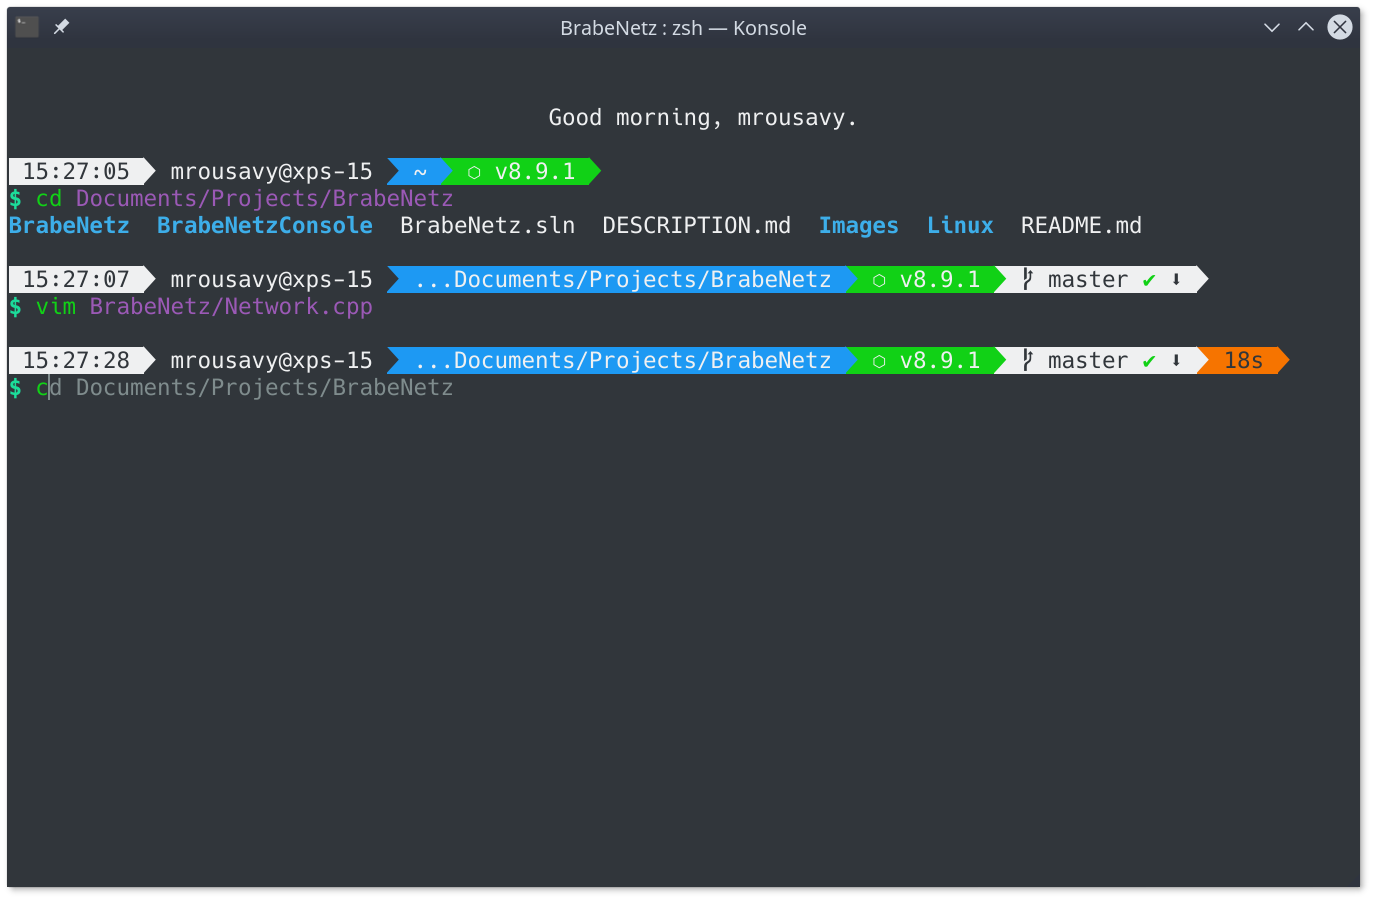 BrabeNetz : zsh — Konsole
Good morning, mrousavy.
15:27:05 mrousavy@xps-15 ~ ⬡ v8.9.1
$ cd Documents/Projects/BrabeNetz
BrabeNetz BrabeNetzConsole BrabeNetz.sln DESCRIPTION.md Images Linux README.md
15:27:07 mrousavy@xps-15 ...Documents/Projects/BrabeNetz ⬡ v8.9.1 master ✔ ⬇
$ vim BrabeNetz/Network.cpp
15:27:28 mrousavy@xps-15 ...Documents/Projects/BrabeNetz ⬡ v8.9.1 master ✔ ⬇ 18s
$ cd Documents/Projects/BrabeNetz